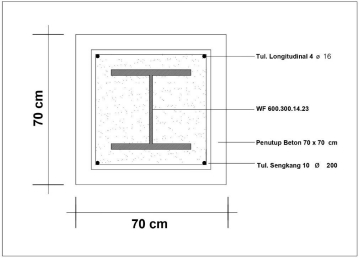 Tul. Longitudinal 4 ø 16
WF 600.300.14.23
70 cm
Penutup Beton 70 x 70 cm
Tul. Sengkang 10 Ø 200
70 cm